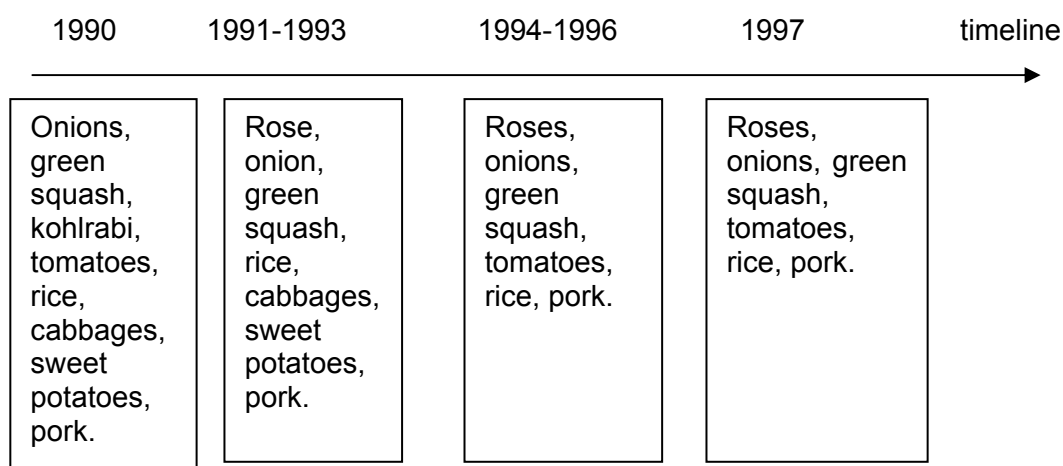 1990 1991-1993 1994-1996 1997 timeline
Onions,
green
squash,
kohlrabi,
tomatoes,
rice,
cabbages,
sweet
potatoes,
pork.
Rose,
onion,
green
squash,
rice,
cabbages,
sweet
potatoes,
pork.
Roses,
onions,
green
squash,
tomatoes,
rice, pork.
Roses,
onions, green
squash,
tomatoes,
rice, pork.